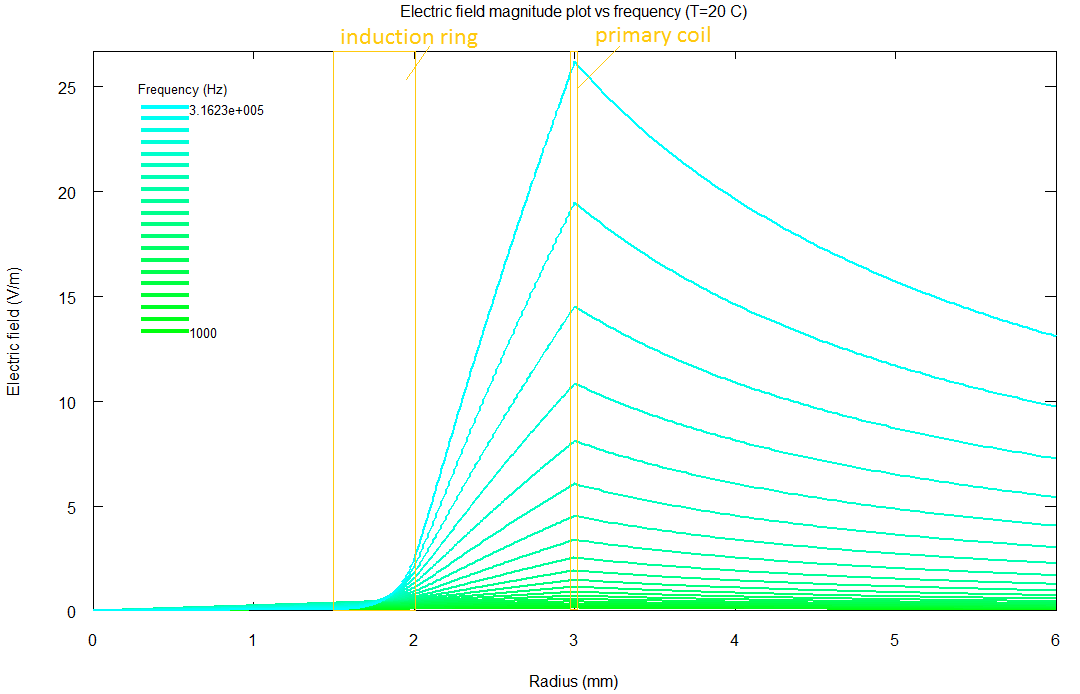 Electric field magnitude plot vs frequency (T=20 C)
induction ring
primary coil
Frequency (Hz)
3.1623e+005
1000
25
20
15
10
5
0
Electric field (V/m)
0 1 2 3 4 5 6
Radius (mm)